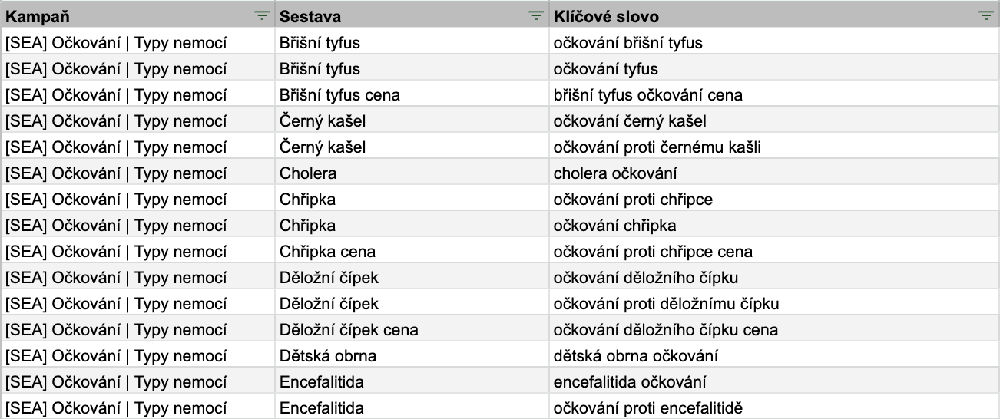 Kampaň Sestava Klíčové slovo
[SEA] Očkování | Typy nemocí Břišní tyfus očkování břišní tyfus
[SEA] Očkování | Typy nemocí Břišní tyfus očkování tyfus
[SEA] Očkování | Typy nemocí Břišní tyfus cena břišní tyfus očkování cena
[SEA] Očkování | Typy nemocí Černý kašel očkování černý kašel
[SEA] Očkování | Typy nemocí Černý kašel očkování proti černému kašli
[SEA] Očkování | Typy nemocí Cholera cholera očkování
[SEA] Očkování | Typy nemocí Chřipka očkování proti chřipce
[SEA] Očkování | Typy nemocí Chřipka očkování chřipka
[SEA] Očkování | Typy nemocí Chřipka cena očkování proti chřipce cena
[SEA] Očkování | Typy nemocí Děložní čípek očkování děložního čípku
[SEA] Očkování | Typy nemocí Děložní čípek očkování proti děložnímu čípku
[SEA] Očkování | Typy nemocí Děložní čípek cena očkování děložního čípku cena
[SEA] Očkování | Typy nemocí Dětská obrna dětská obrna očkování
[SEA] Očkování | Typy nemocí Encefalitida encefalitida očkování
[SEA] Očkování | Typy nemocí Encefalitida očkování proti encefalitidě